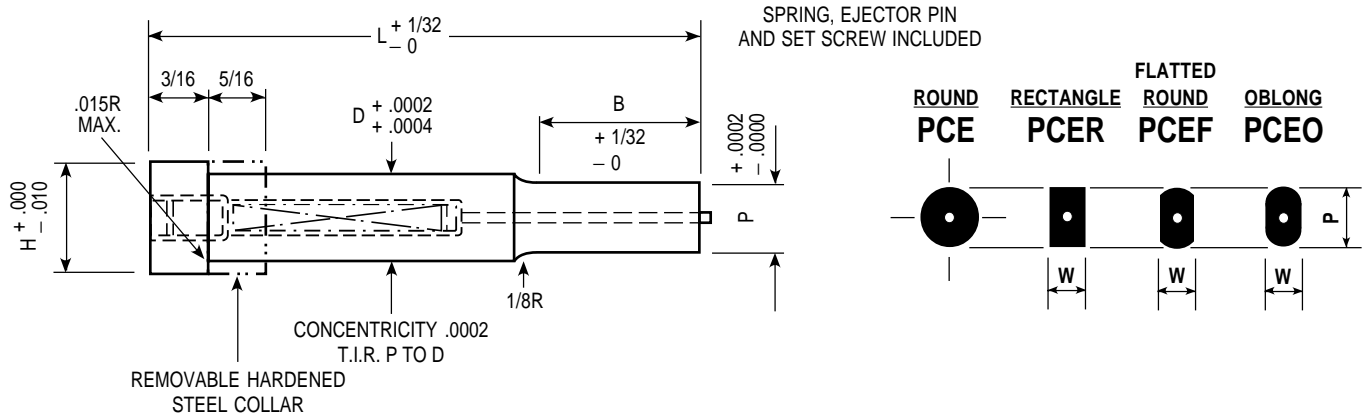 L + 1/32
– 0
SPRING, EJECTOR PIN
AND SET SCREW INCLUDED
3/16
5/16
.015R
MAX.
D + .0002
+ .0004
B
+ 1/32
– 0
+ .0002
– .0000
P
H + .000
– .010
1/8R
CONCENTRICITY .0002
T.I.R. P TO D
REMOVABLE HARDENED
STEEL COLLAR
ROUND
PCE
RECTANGLE
PCER
FLATTED
ROUND
PCEF
OBLONG
PCEO
P
W
W
W